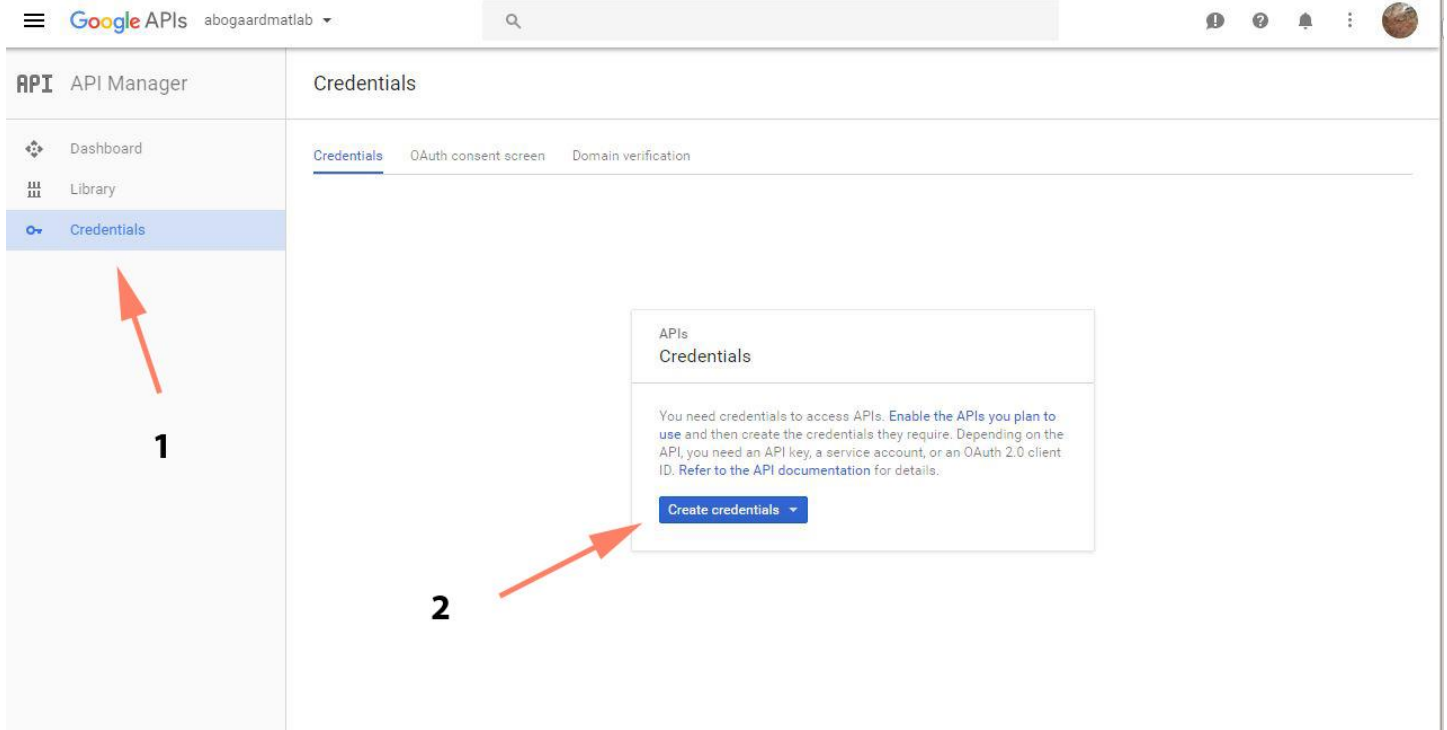 Google APIs abogaardmatlab
API API Manager
Credentials
Dashboard
Library
Credentials
Credentials OAuth consent screen Domain verification
1
APIs
Credentials
You need credentials to access APIs. Enable the APIs you plan to
use and then create the credentials they require. Depending on the
API, you need an API key, a service account, or an OAuth 2.0 client
ID. Refer to the API documentation for details.
Create credentials
2